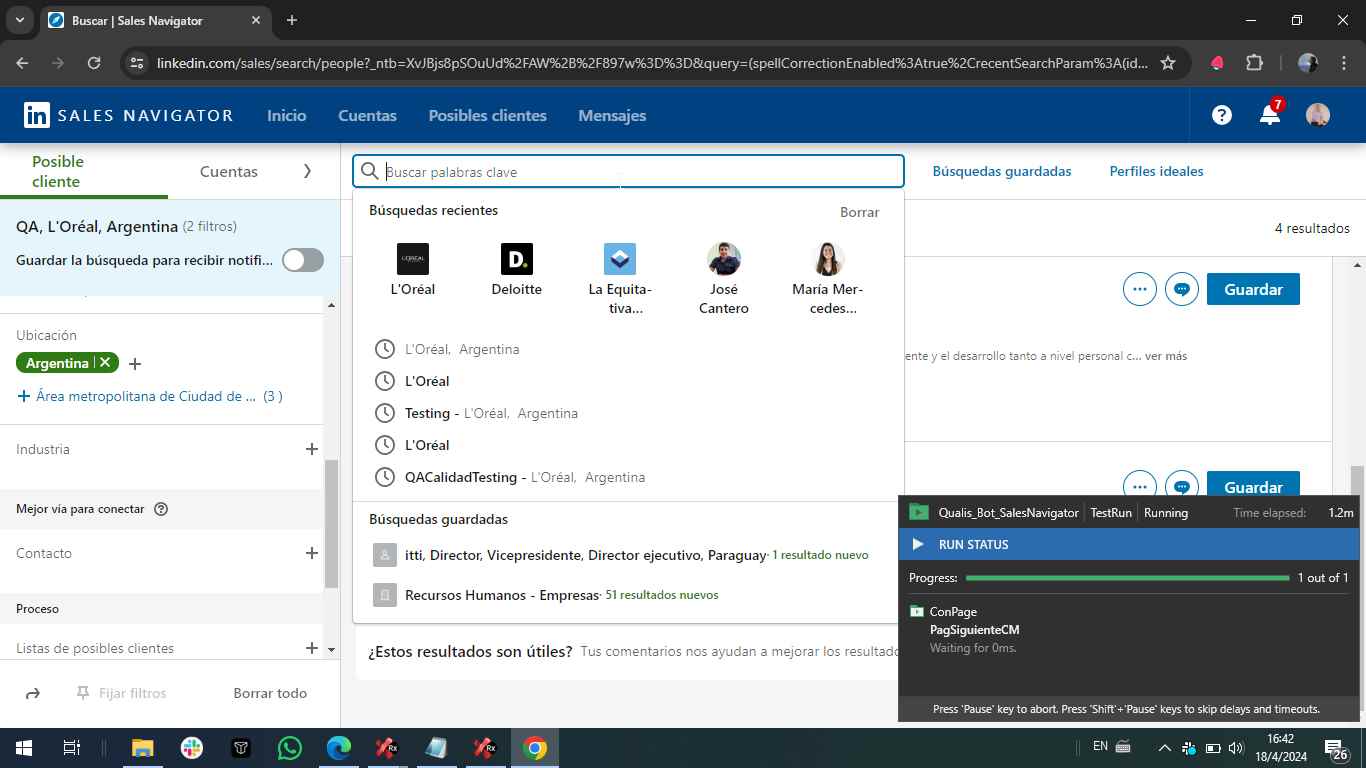 Buscar | Sales Navigator
linkedin.com/sales/search/people?_ntb=XvJBjs8pSOuUd%2FAW%2B%2F897w%3D%3D&query=(spellCorrectionEnabled%3Atrue%2CrecentSearchParam%3A(id...
in SALES NAVIGATOR
Inicio
Cuentas
Posibles clientes
Mensajes
7
Posible cliente
Cuentas
Buscar palabras clave
Búsquedas guardadas
Perfiles ideales
QA, L'Oréal, Argentina (2 filtros)
Guardar la búsqueda para recibir notifi...
4 resultados
Búsquedas recientes
Borrar
L'ORÉAL
D.
L'Oréal
Deloitte
La Equita-
tiva...
José
Cantero
María Mer-
cedes...
L'Oréal, Argentina
L'Oréal
Testing - L'Oréal, Argentina
L'Oréal
QACalidadTesting - L'Oréal, Argentina
Búsquedas guardadas
itti, Director, Vicepresidente, Director ejecutivo, Paraguay · 1 resultado nuevo
Recursos Humanos - Empresas · 51 resultados nuevos
Ubicación
Argentina
+ Área metropolitana de Ciudad de ... (3 )
Industria
Mejor vía para conectar
Contacto
Proceso
Listas de posibles clientes
Fijar filtros
Borrar todo
Guardar
ente y el desarrollo tanto a nivel personal c... ver más
Guardar
¿Estos resultados son útiles? Tus comentarios nos ayudan a mejorar los resultado
Qualis_Bot_SalesNavigator
TestRun
Running
Time elapsed: 1.2m
RUN STATUS
Progress:
1 out of 1
ConPage
PagSiguienteCM
Waiting for 0ms.
Press 'Pause' key to abort. Press 'Shift'+'Pause' keys to skip delays and timeouts.
Rx
Rx
EN
16:42
18/4/2024
26